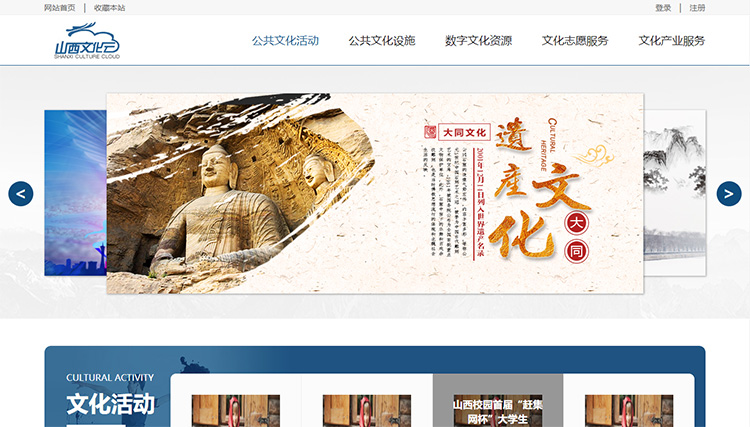 网站首页 | 收藏本站
登录 | 注册
山西文化云
SHANXI CULTURE CLOUD
公共文化活动
公共文化设施
数字文化资源
文化志愿服务
文化产业服务
<
>
大同文化
CULTURAL
HERITAGE
遗产
文化
大
同
2001年12月12日列入世界遗产名录
CULTURAL ACTIVITY
文化活动
山西校园首届“赶集
网杯”大学生